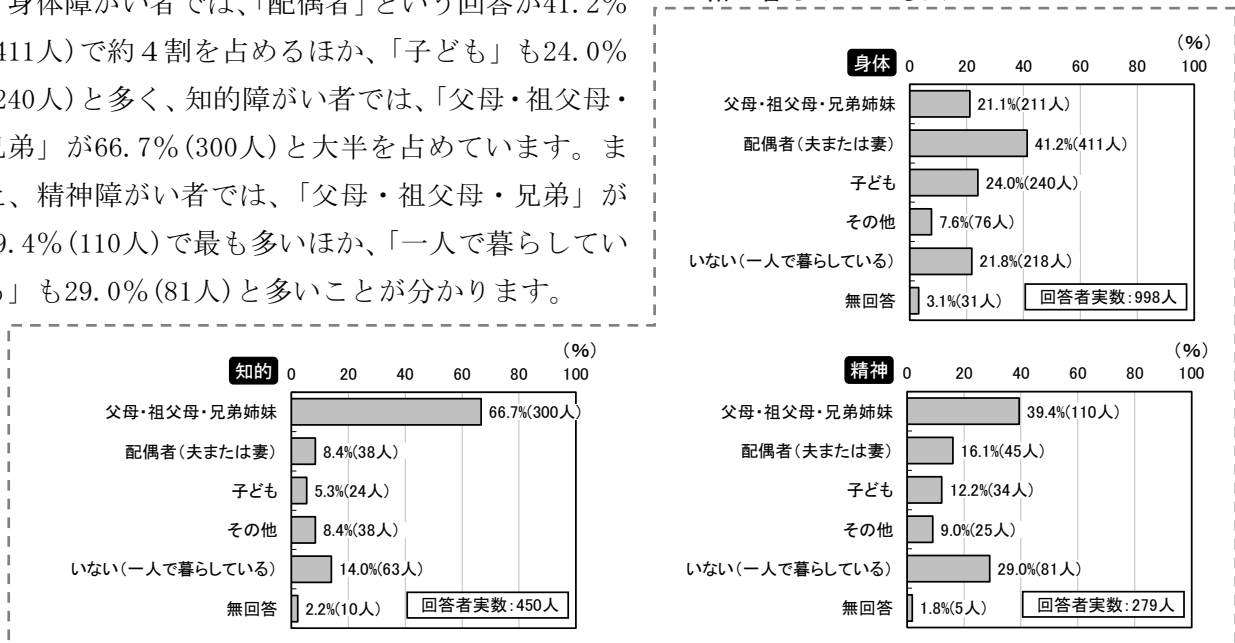 身体障がい者では、「配偶者」という回答が41.2%
411人)で約４割を占めるほか、「子ども」も24.0%
240人)と多く、知的障がい者では、「父母・祖父母・
弟」が66.7%(300人)と大半を占めています。ま
、精神障がい者では、「父母・祖父母・兄弟」が
9.4%(110人)で最も多いほか、「一人で暮らしてい
」も29.0%(81人)と多いことが分かります。
(%)
身体 0 20 40 60 80 100
父母・祖父母・兄弟姉妹 21.1%(211人)
配偶者(夫または妻) 41.2%(411人)
子ども 24.0%(240人)
その他 7.6%(76人)
いない(一人で暮らしている) 21.8%(218人)
無回答 3.1%(31人) 回答者実数:998人
(%)
知的 0 20 40 60 80 100
父母・祖父母・兄弟姉妹 66.7%(300人)
配偶者(夫または妻) 8.4%(38人)
子ども 5.3%(24人)
その他 8.4%(38人)
いない(一人で暮らしている) 14.0%(63人)
無回答 2.2%(10人) 回答者実数:450人
(%)
精神 0 20 40 60 80 100
父母・祖父母・兄弟姉妹 39.4%(110人)
配偶者(夫または妻) 16.1%(45人)
子ども 12.2%(34人)
その他 9.0%(25人)
いない(一人で暮らしている) 29.0%(81人)
無回答 1.8%(5人) 回答者実数:279人